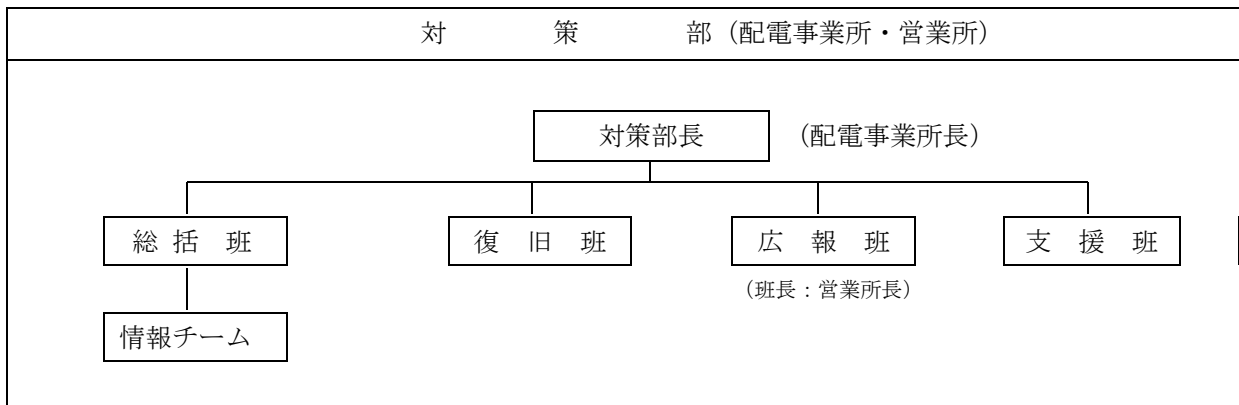 対 策 部（配電事業所・営業所）
対策部長 （配電事業所長）
総 括 班 復 旧 班 広 報 班 支 援 班
（班長：営業所長）
情報チーム